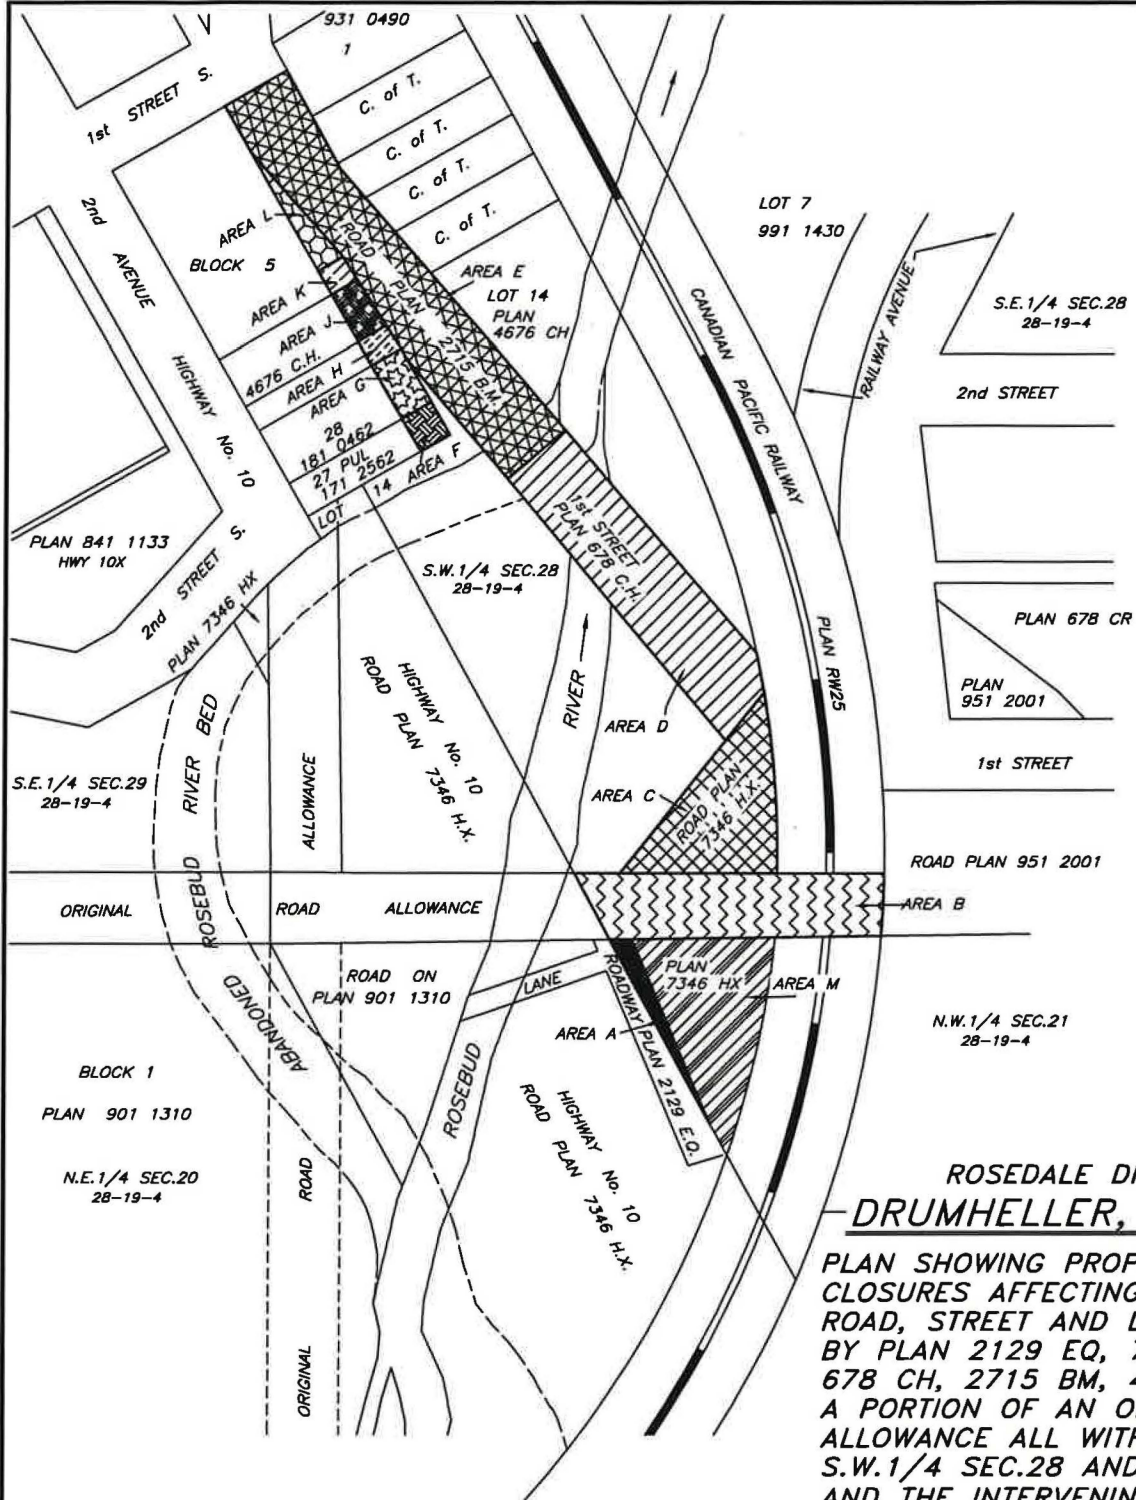 931 0490
1
C. of T.
C. of T.
C. of T.
C. of T.
1st STREET S.
2nd AVENUE
HIGHWAY No. 10
AREA L
BLOCK 5
AREA K
AREA J
4676 C.H.
AREA H
AREA G
28
181 0462
27 PUL
171 2562
LOT 14 AREA F
ROAD PLAN 2715 B.M.
AREA E
LOT 14
PLAN
4676 CH
LOT 7
991 1430
RAILWAY AVENUE
S.E.1/4 SEC.28
28-19-4
2nd STREET
CANADIAN PACIFIC RAILWAY
PLAN RW25
PLAN 841 1133
HWY 10X
2nd STREET S.
PLAN 7346 HX
S.W.1/4 SEC.28
28-19-4
1st STREET
PLAN 678 C.H.
PLAN 678 CR
PLAN
951 2001
1st STREET
HIGHWAY No. 10
ROAD PLAN 7346 H.X.
RIVER
AREA D
AREA C
ROAD PLAN
7346 H.X.
S.E.1/4 SEC.29
28-19-4
ABANDONED ROSEBUD RIVER BED
ALLOWANCE
ROAD PLAN 951 2001
ORIGINAL ROAD ALLOWANCE
AREA B
ROAD ON
PLAN 901 1310
LANE
PLAN
7346 HX
AREA M
AREA A
ROADWAY PLAN 2129 E.Q.
N.W.1/4 SEC.21
28-19-4
BLOCK 1
PLAN 901 1310
ROSEBUD
HIGHWAY No. 10
ROAD PLAN 7346 H.X.
N.E.1/4 SEC.20
28-19-4
ROAD
ORIGINAL
ROSEDALE
DRUMHELLER,
PLAN SHOWING
CLOSURES AFFECTING
ROAD, STREET AND
BY PLAN 2129 EQ,
678 CH, 2715 BM,
A PORTION OF AN
ALLOWANCE ALL
S.W.1/4 SEC.28 AND
AND THE